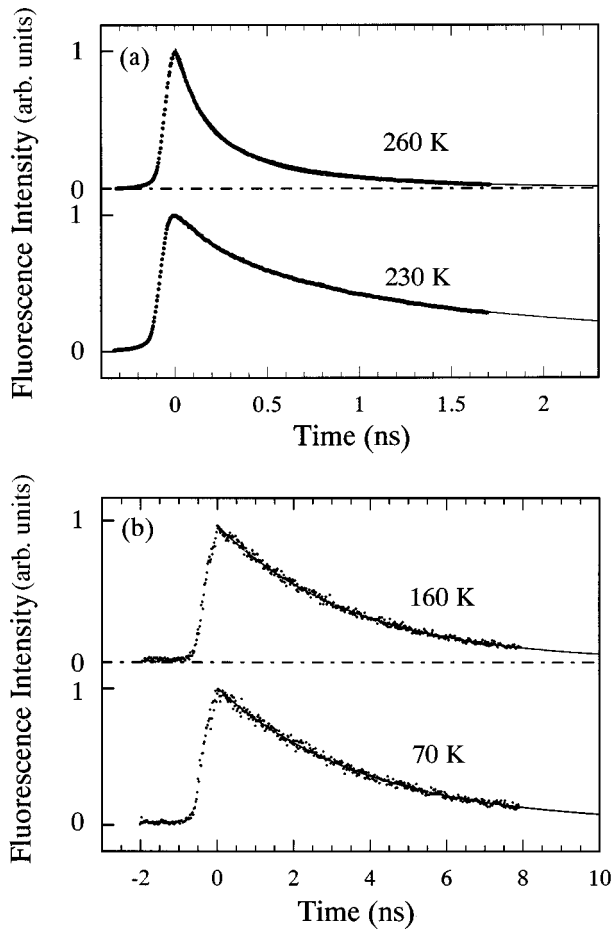 Fluorescence Intensity (arb. units)
(a)
1
260 K
0
1
230 K
0
0 0.5 1 1.5 2
Time (ns)
Fluorescence Intensity (arb. units)
(b)
1
160 K
0
1
70 K
0
-2 0 2 4 6 8 10
Time (ns)